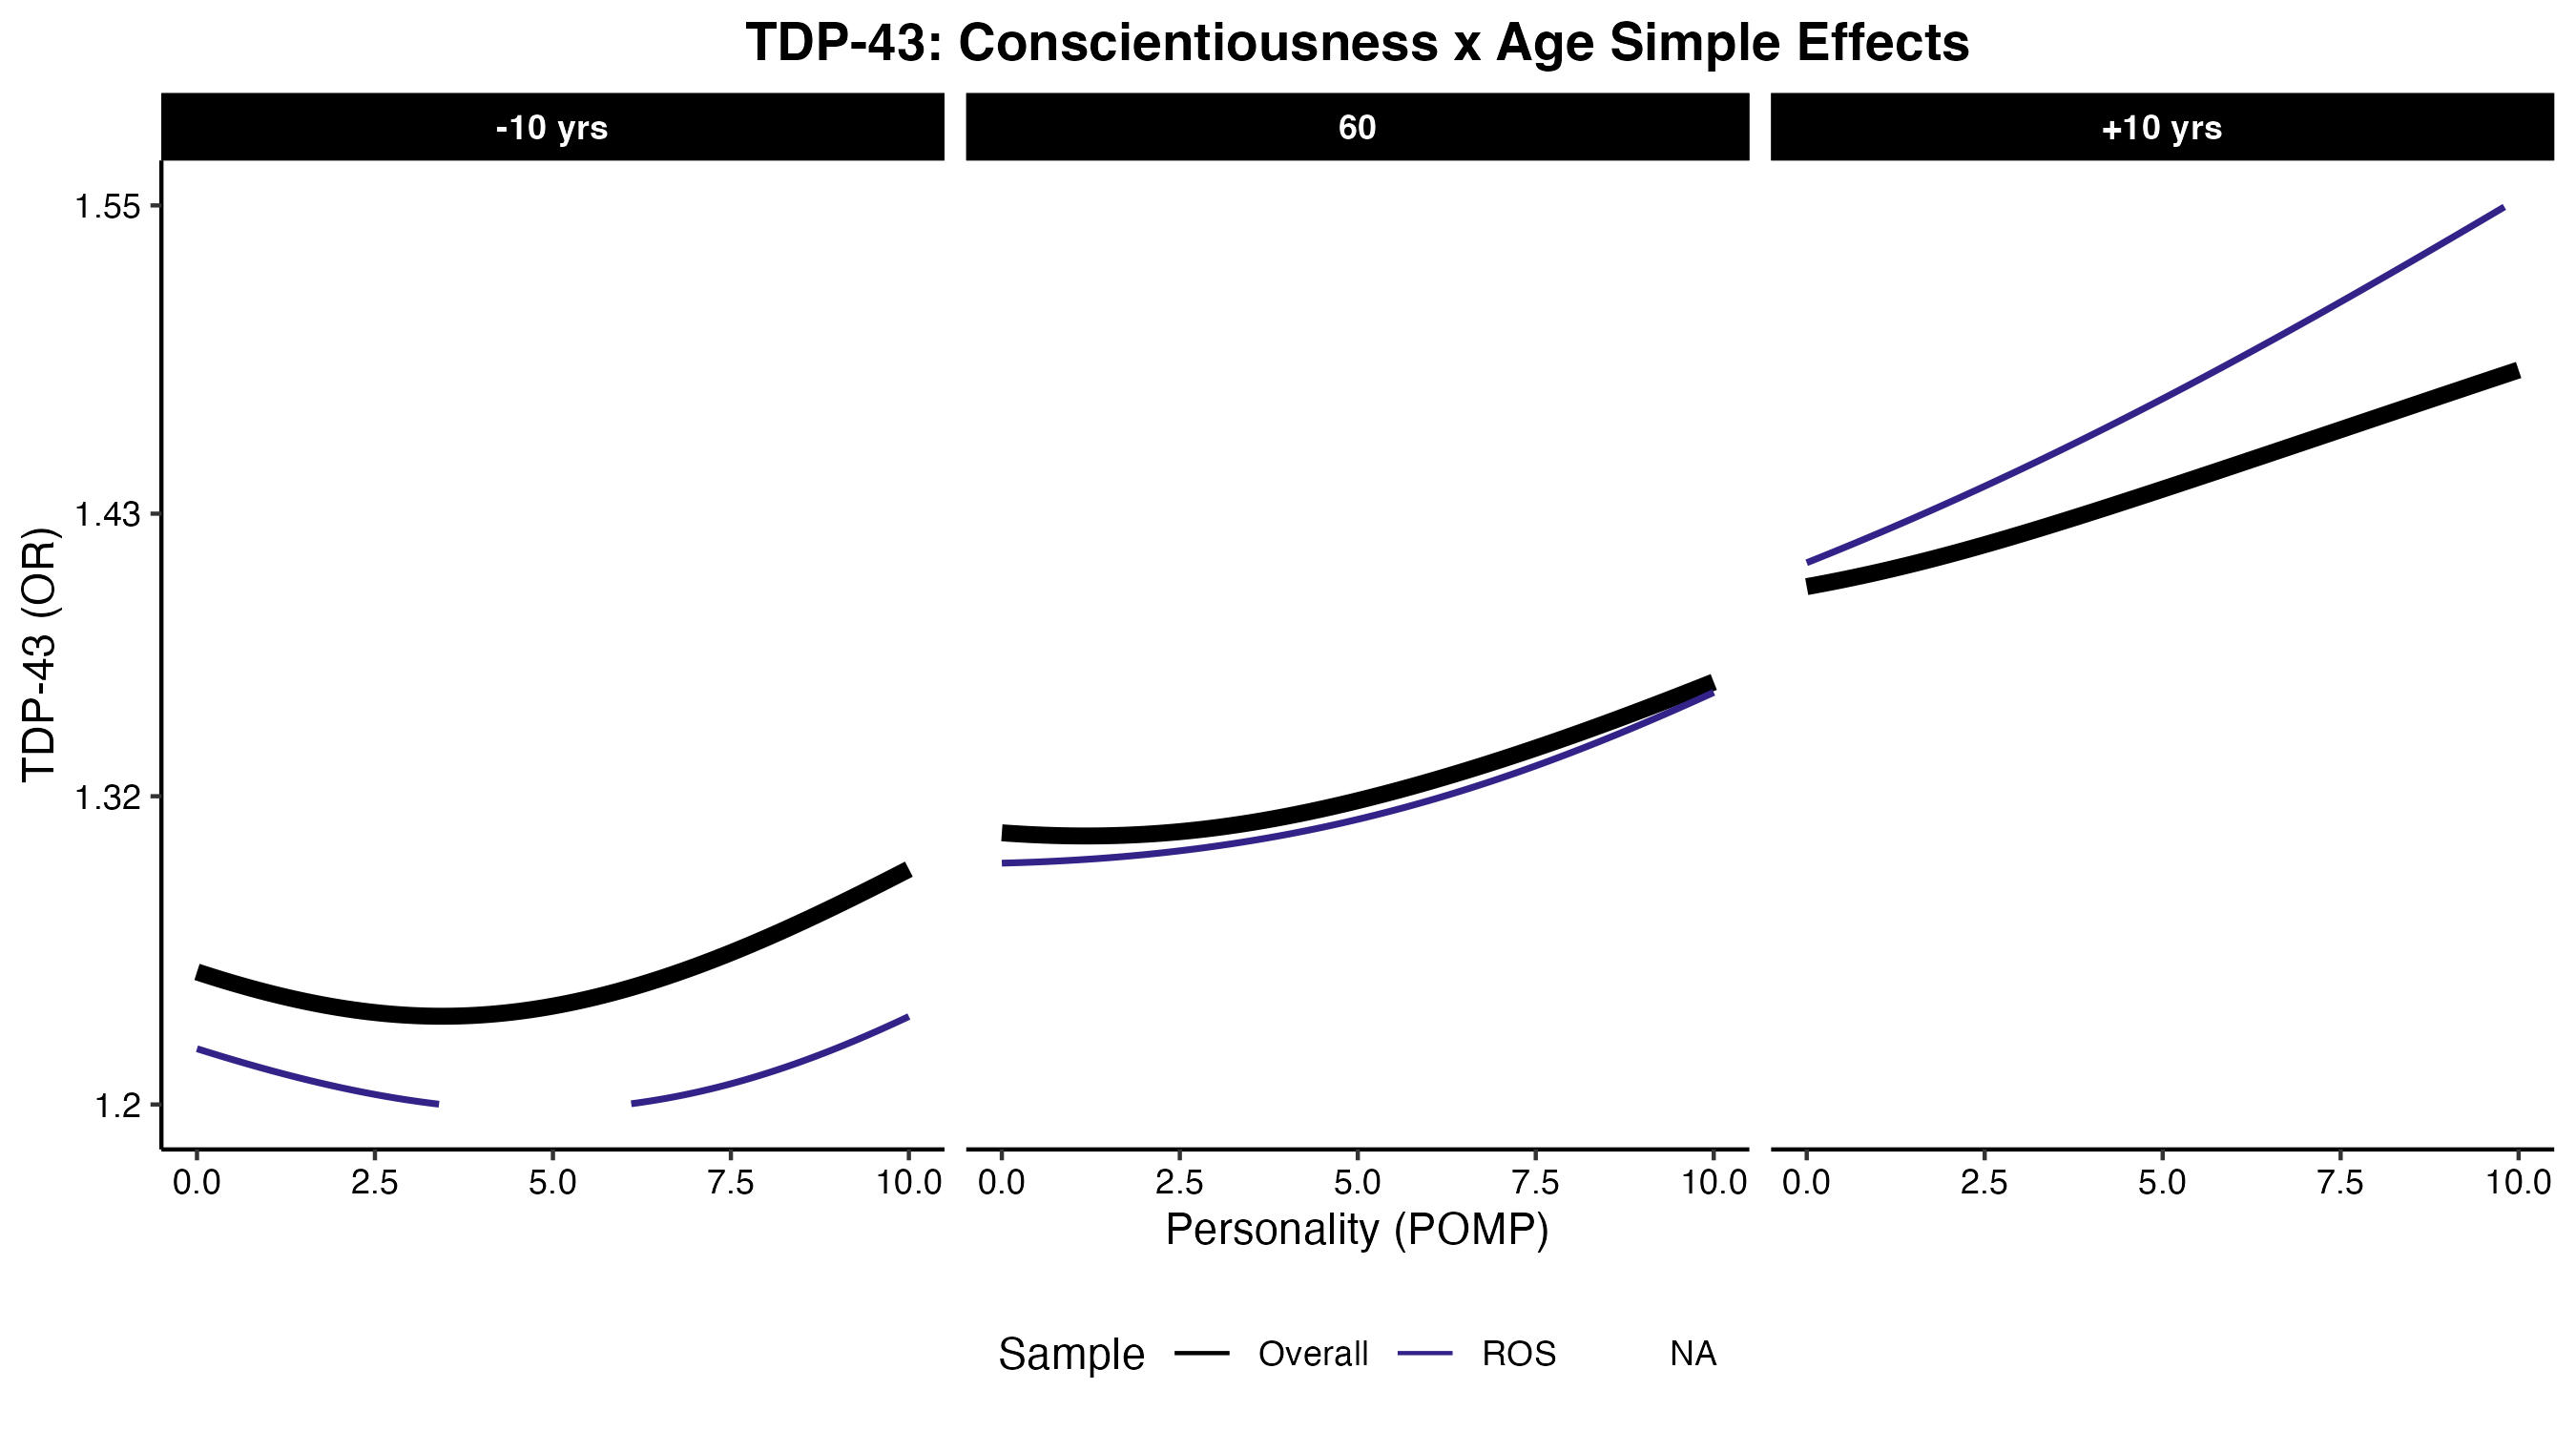 TDP-43: Conscientiousness x Age Simple Effects
-10 yrs
60
+10 yrs
TDP-43 (OR)
1.55
1.43
1.32
1.2
0.0 2.5 5.0 7.5 10.0
0.0 2.5 5.0 7.5 10.0
0.0 2.5 5.0 7.5 10.0
Personality (POMP)
Sample Overall ROS NA